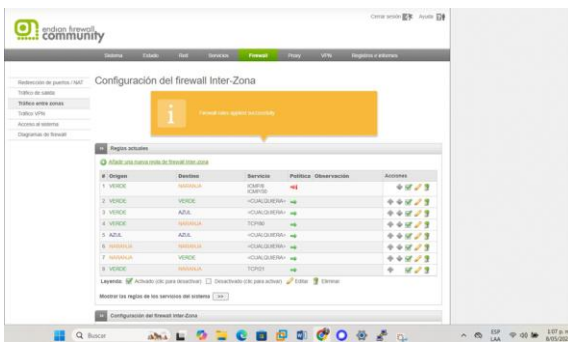 Cerrar sesión Ayuda
endian firewall
community
Sistema Estado Red Servicios Firewall Proxy VPN Registros e informes
Redirección de puertos / NAT
Tráfico de salida
Tráfico entre zonas
Tráfico VPN
Acceso al sistema
Diagramas de firewall
Configuración del firewall Inter-Zona
Firewall rules applied successfully
Reglas actuales
Añadir una nueva regla de firewall inter-zona
# Origen Destino Servicio Política Observación Acciones
1 VERDE NARANJA ICMP/8
ICMP/30
2 VERDE VERDE <CUALQUIERA>
3 VERDE AZUL <CUALQUIERA>
4 VERDE NARANJA TCP/80
5 AZUL AZUL <CUALQUIERA>
6 NARANJA NARANJA <CUALQUIERA>
7 NARANJA VERDE <CUALQUIERA>
8 VERDE NARANJA TCP/21
Leyenda: Activado (clic para desactivar) Desactivado (clic para activar) Editar Eliminar
Mostrar las reglas de los servicios del sistema >>
Configuración del firewall Inter-Zona
Buscar
ESP
LAA
1:07 p. m.